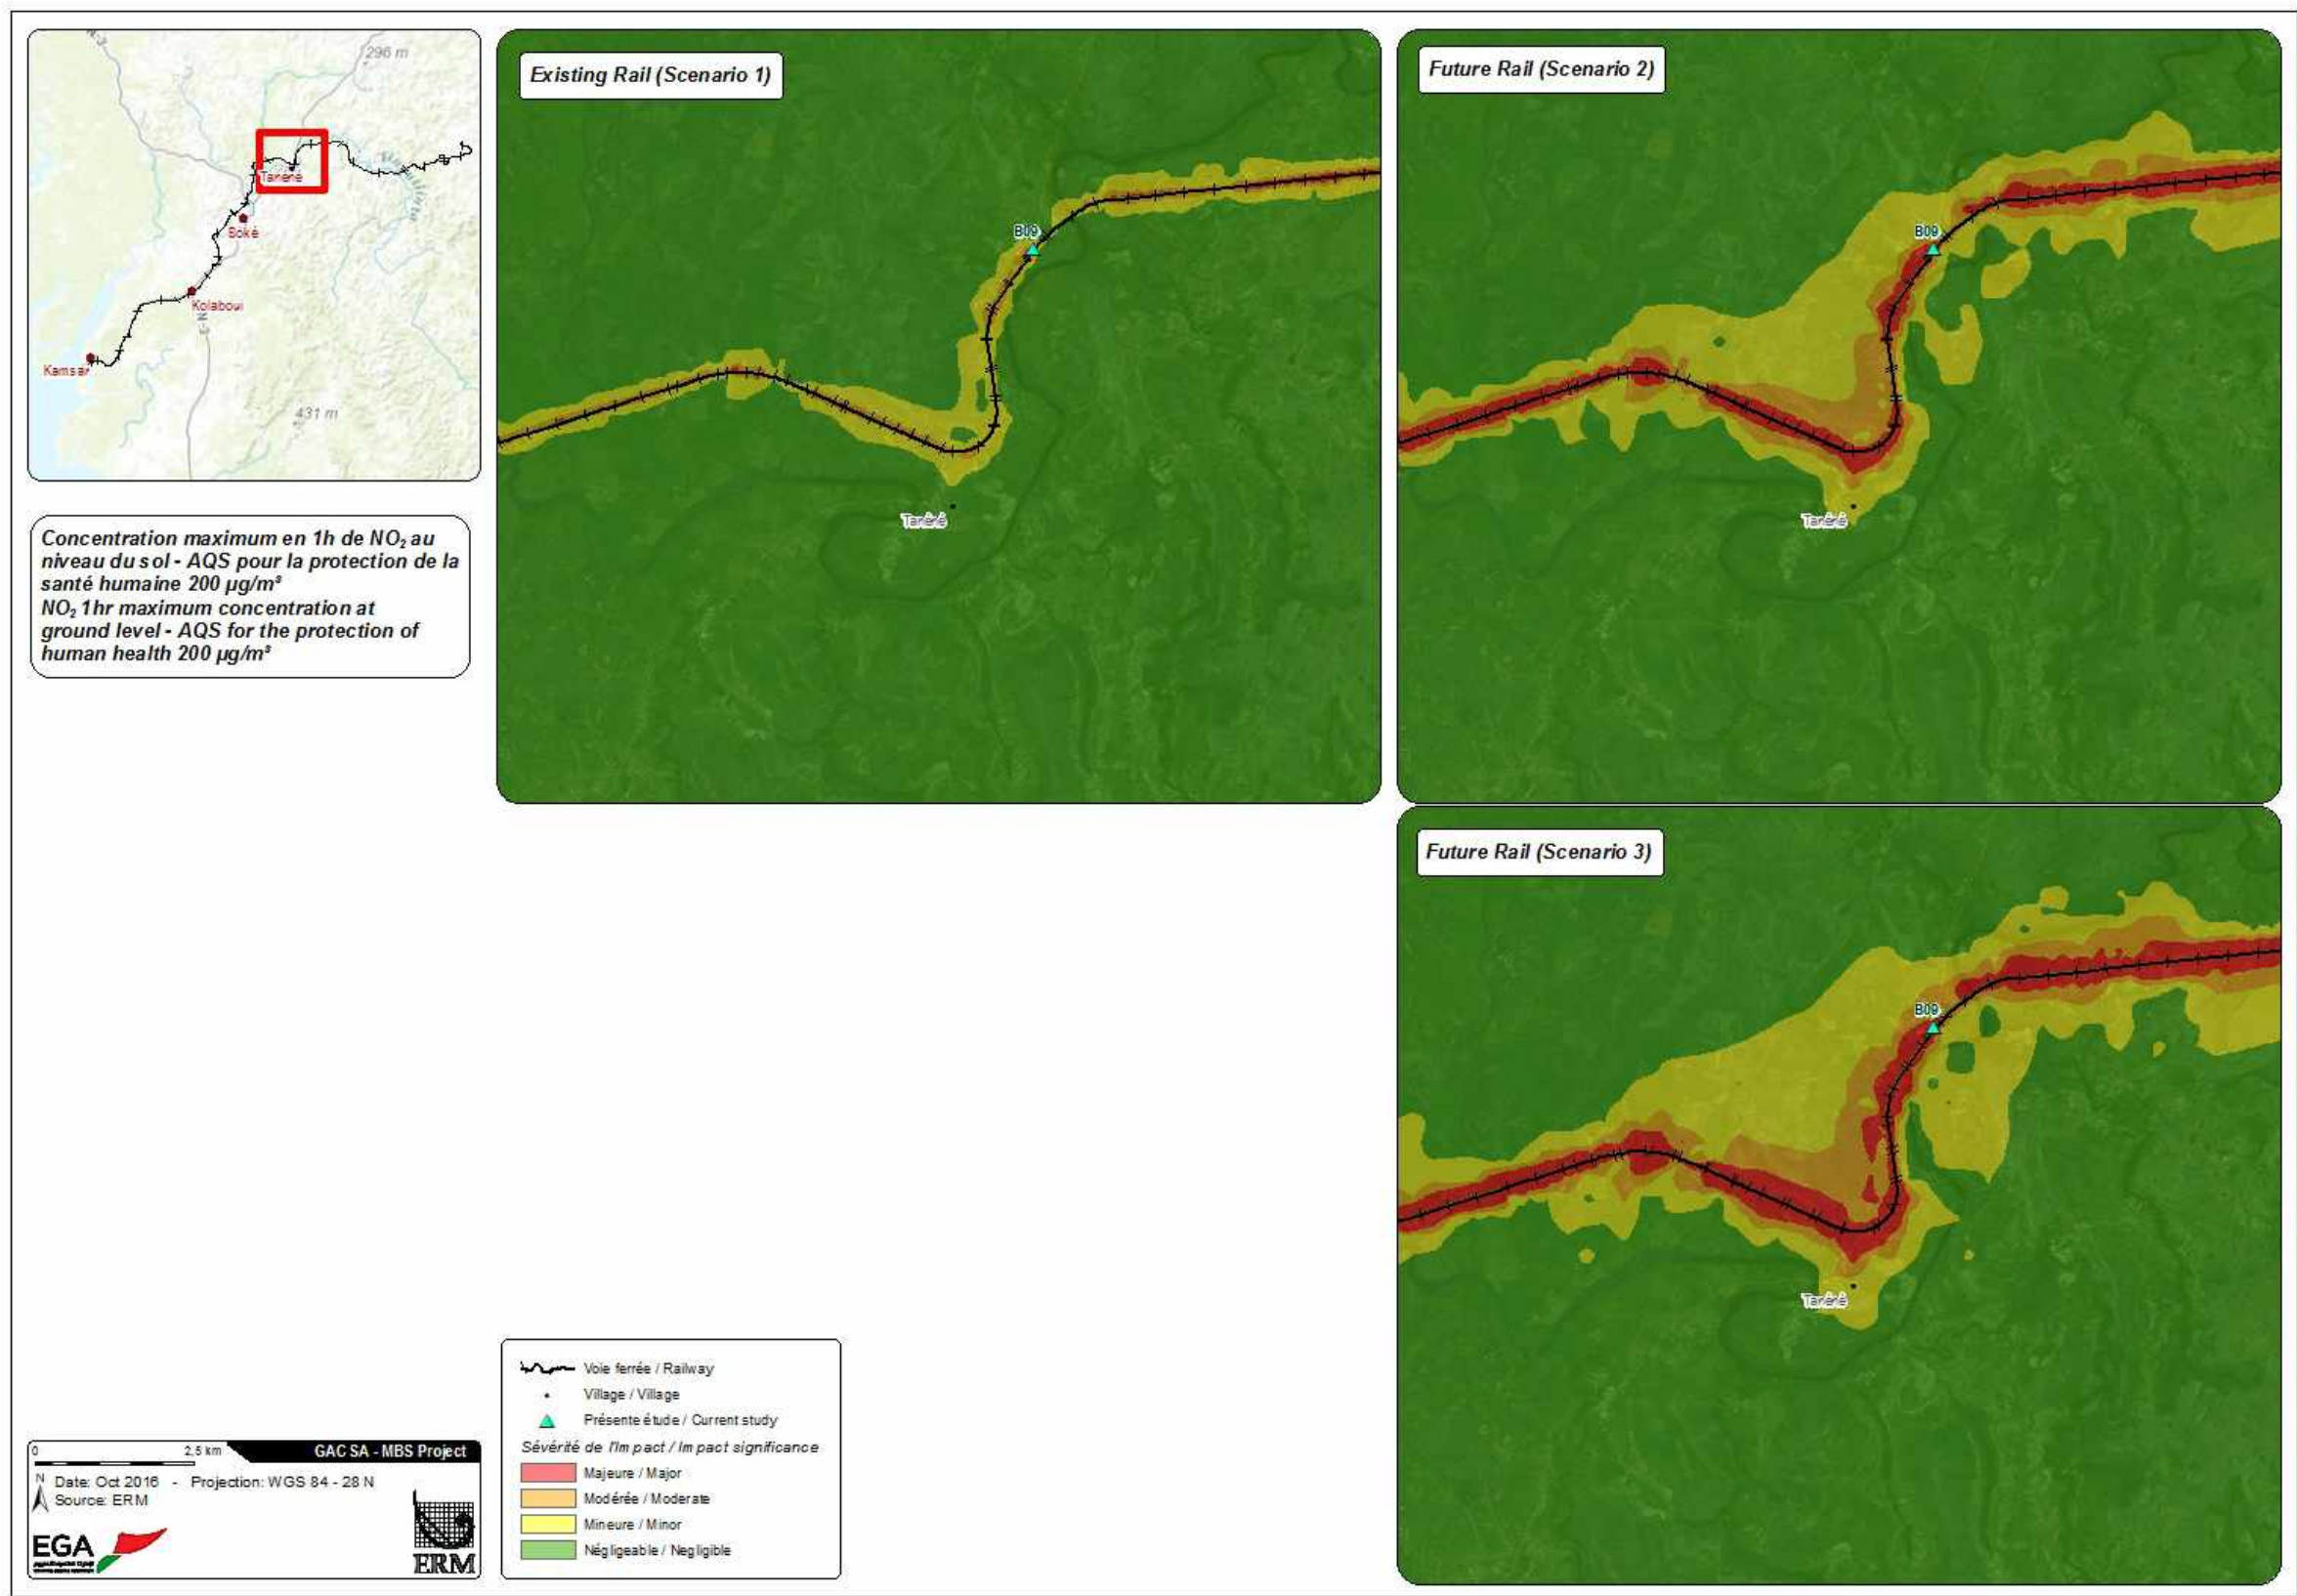 N-3
296 m
Tanéné
Boké
Kolaboui
Kamsar
431 m
Existing Rail (Scenario 1)
B09
Tanéné
Future Rail (Scenario 2)
B09
Tanéné
Concentration maximum en 1h de NO₂ au
niveau du sol - AQS pour la protection de la
santé humaine 200 µg/m³
NO₂ 1hr maximum concentration at
ground level - AQS for the protection of
human health 200 µg/m³
Future Rail (Scenario 3)
B09
Tanéné
Voie ferrée / Railway
Village / Village
Présente étude / Current study
Sévérité de l'Impact / Impact significance
Majeure / Major
Modérée / Moderate
Mineure / Minor
Négligeable / Negligible
0 2,5 km
GAC SA - MBS Project
N
Date: Oct 2016 - Projection: WGS 84 - 28 N
Source: ERM
EGA
ERM